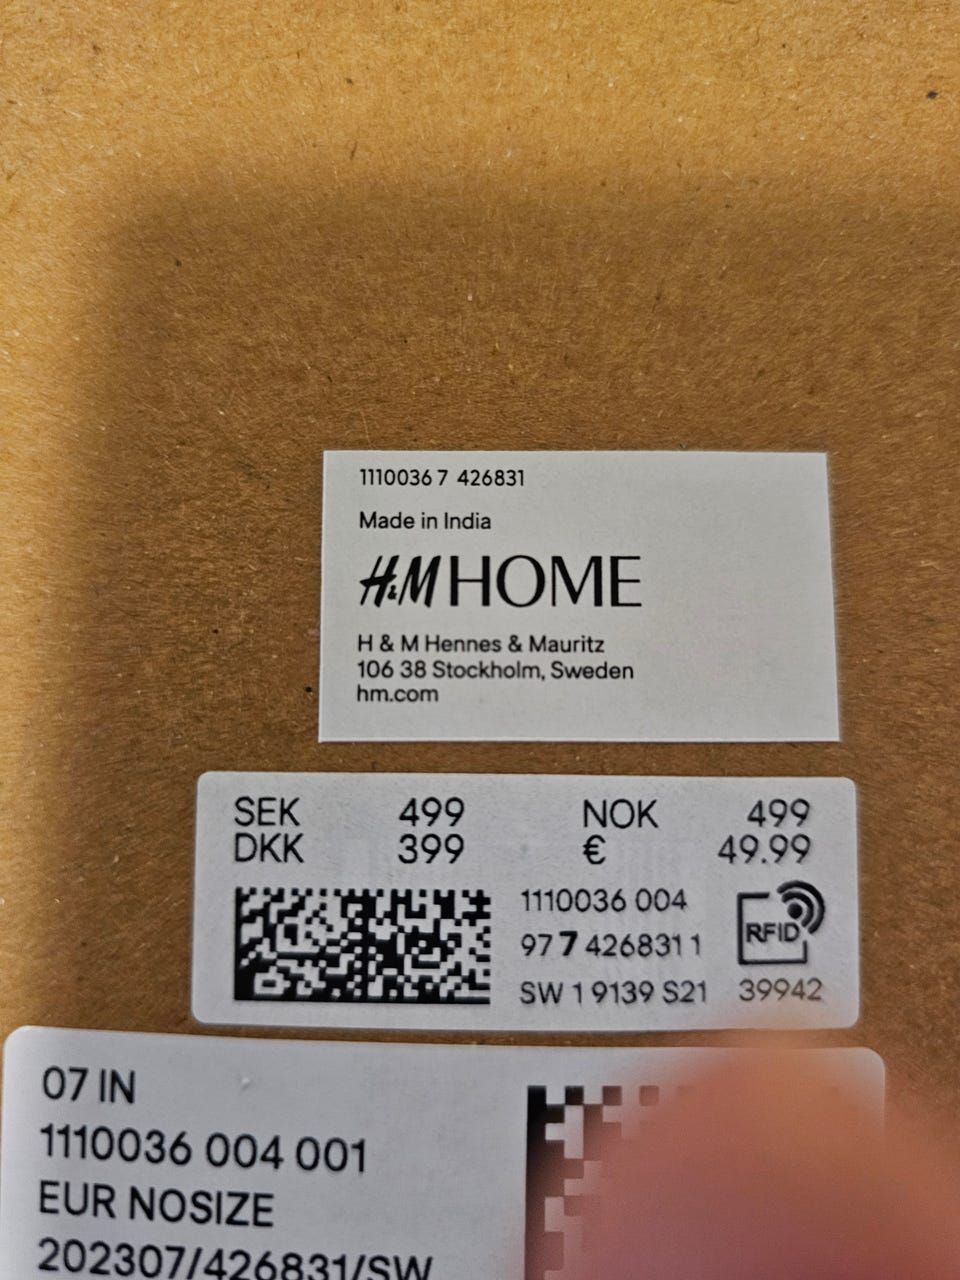 1110036 7 426831
Made in India
H&M HOME
H & M Hennes & Mauritz
106 38 Stockholm, Sweden
hm.com
SEK 499 NOK 499
DKK 399 € 49.99
1110036 004
97 7 426831 1
RFID
SW 1 9139 S21 39942
07 IN
1110036 004 001
EUR NOSIZE
202307/426831/SW